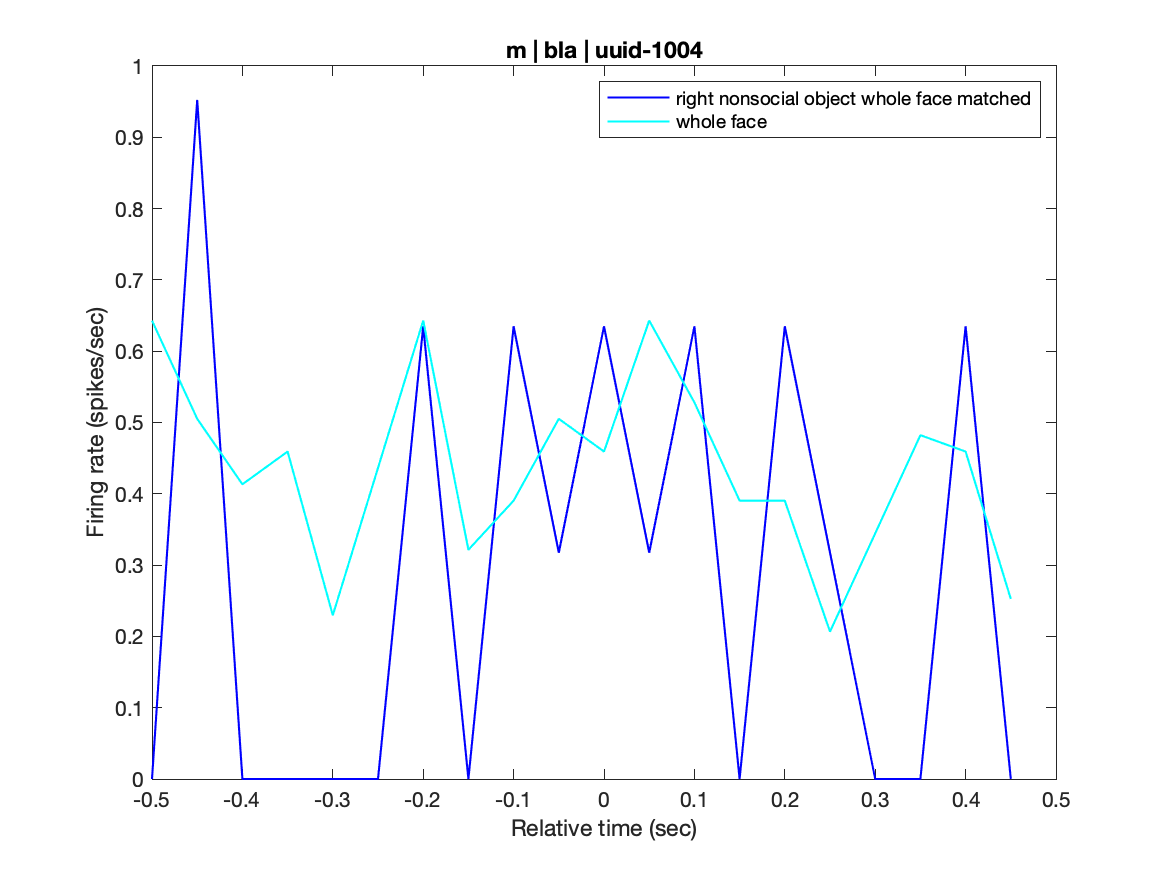 m | bla | uuid-1004
right nonsocial object whole face matched
whole face
1
0.9
0.8
0.7
0.6
0.5
0.4
0.3
0.2
0.1
0
Firing rate (spikes/sec)
-0.5 -0.4 -0.3 -0.2 -0.1 0 0.1 0.2 0.3 0.4 0.5
Relative time (sec)